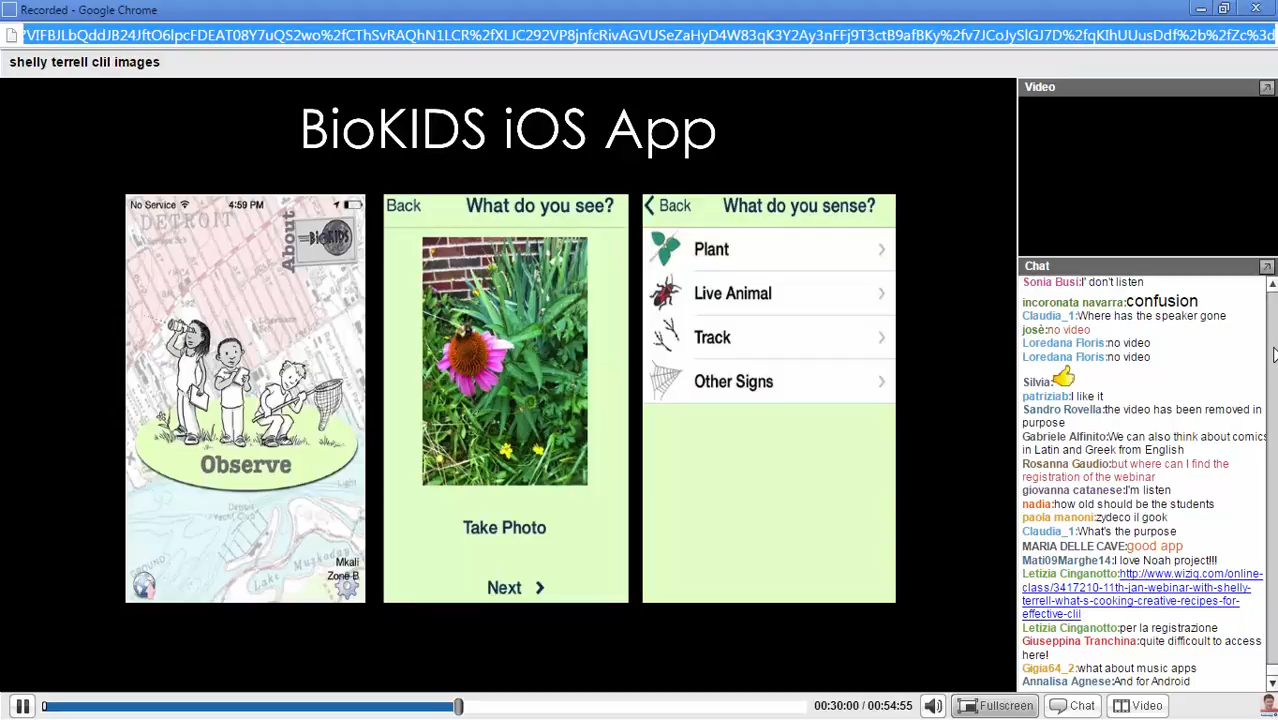 Recorded - Google Chrome
?VIFBJLbQddJB24JftO6lpcFDEAT08Y7uQS2wo%2fCThSvRAQhN1LCR%2fXLJC292VP8jnfcRivAGVUSeZaHyD4W83qK3Y2Ay3nFFj9T3ctB9afBKy%2fv7JCoJySlGJ7D%2fqKIhUUusDdf%2b%2fZc%3d
shelly terrell clil images
BioKIDS iOS App
No Service
4:59 PM
DETROIT
About
BioKIDS
Observe
Light
Detroit
Yacht Club
Lake
Muskoday
Mkali
Zone B
Back
What do you see?
Take Photo
Next
Back
What do you sense?
Plant
Live Animal
Track
Other Signs
Video
Chat
Sonia Busi:I' don't listen
incoronata navarra:confusion
Claudia_1:Where has the speaker gone
josè:no video
Loredana Floris:no video
Loredana Floris:no video
Silvia:
patriziab:I like it
Sandro Rovella:the video has been removed in
purpose
Gabriele Alfinito:We can also think about comics
in Latin and Greek from English
Rosanna Gaudio:but where can I find the
registration of the webinar
giovanna catanese:I'm listen
nadia:how old should be the students
paola manoni:zydeco il gook
Claudia_1:What's the purpose
MARIA DELLE CAVE:good app
Mati09Marghe14:I love Noah project!!!
Letizia Cinganotto:http://www.wiziq.com/online-
class/3417210-11th-jan-webinar-with-shelly-
terrell-what-s-cooking-creative-recipes-for-
effective-clil
Letizia Cinganotto:per la registrazione
Giuseppina Tranchina:quite difficult to access
here!
Gigia64_2:what about music apps
Annalisa Agnese:And for Android
00:30:00 / 00:54:55
Fullscreen
Chat
Video